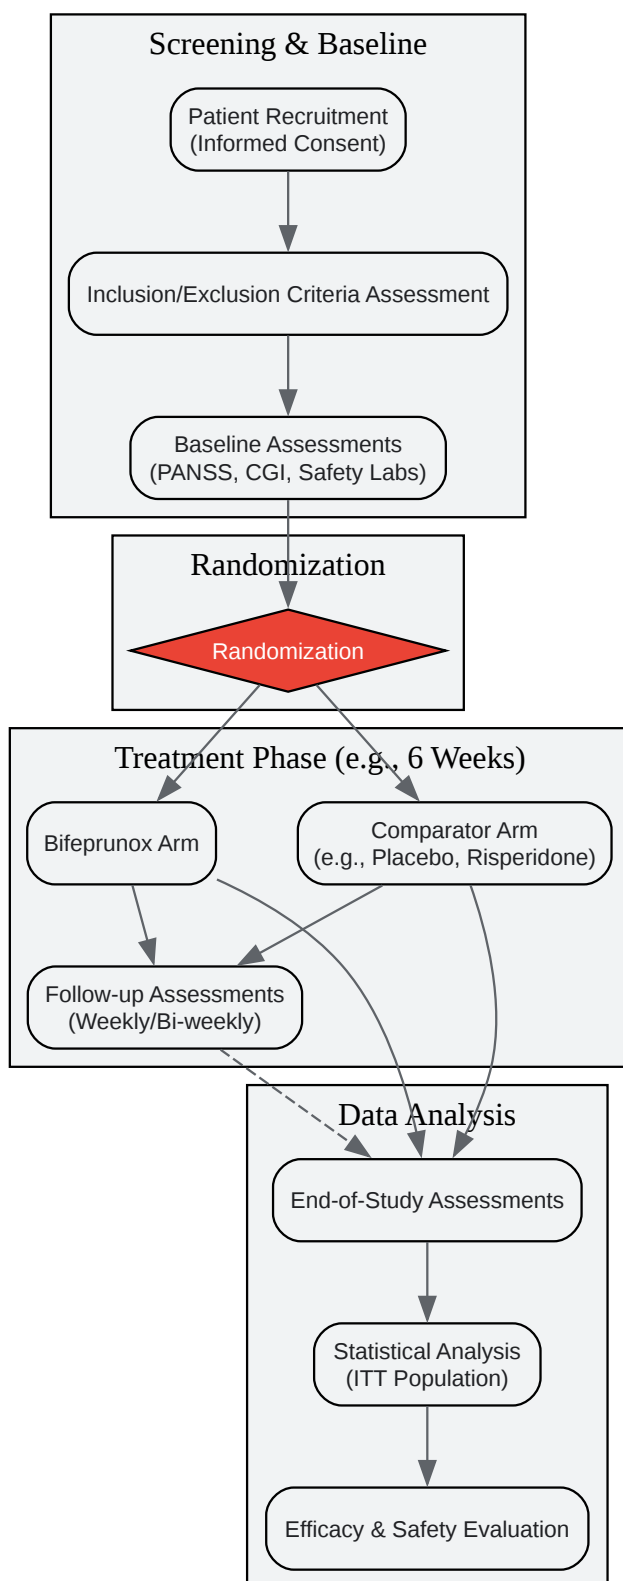 Screening & Baseline
Patient Recruitment
(Informed Consent)
Inclusion/Exclusion Criteria Assessment
Baseline Assessments
(PANSS, CGI, Safety Labs)
Randomization
Randomization
Treatment Phase (e.g., 6 Weeks)
Bifeprunox Arm
Comparator Arm
(e.g., Placebo, Risperidone)
Follow-up Assessments
(Weekly/Bi-weekly)
Data Analysis
End-of-Study Assessments
Statistical Analysis
(ITT Population)
Efficacy & Safety Evaluation